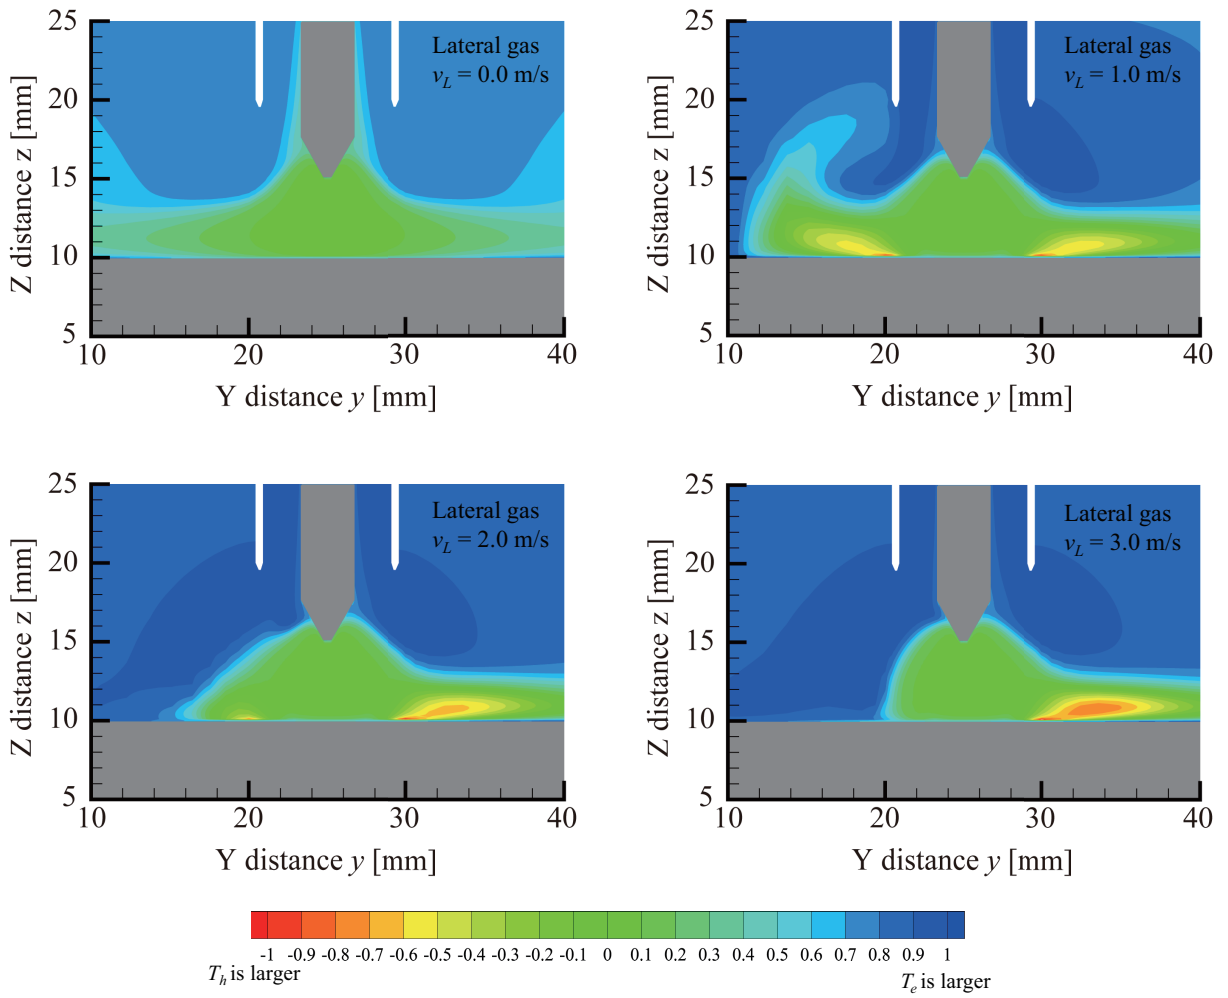 Lateral gas
v_L = 0.0 m/s
Z distance z [mm]
25
20
15
10
5
10 20 30 40
Y distance y [mm]
Lateral gas
v_L = 1.0 m/s
Z distance z [mm]
25
20
15
10
5
10 20 30 40
Y distance y [mm]
Lateral gas
v_L = 2.0 m/s
Z distance z [mm]
25
20
15
10
5
10 20 30 40
Y distance y [mm]
Lateral gas
v_L = 3.0 m/s
Z distance z [mm]
25
20
15
10
5
10 20 30 40
Y distance y [mm]
-1 -0.9 -0.8 -0.7 -0.6 -0.5 -0.4 -0.3 -0.2 -0.1 0 0.1 0.2 0.3 0.4 0.5 0.6 0.7 0.8 0.9 1
T_h is larger
T_e is larger